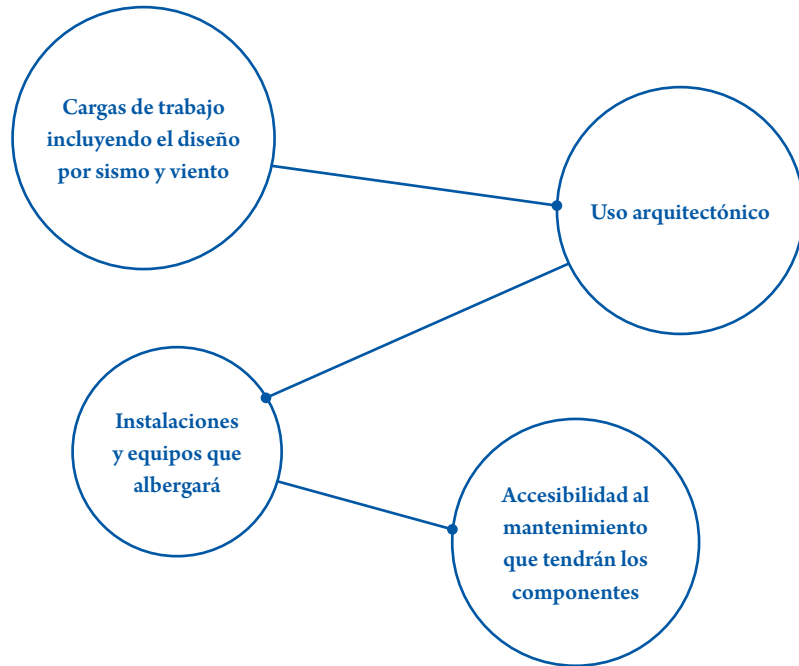 Cargas de trabajo
incluyendo el diseño
por sismo y viento
Uso arquitectónico
Instalaciones
y equipos que
albergará
Accesibilidad al
mantenimiento
que tendrán los
componentes